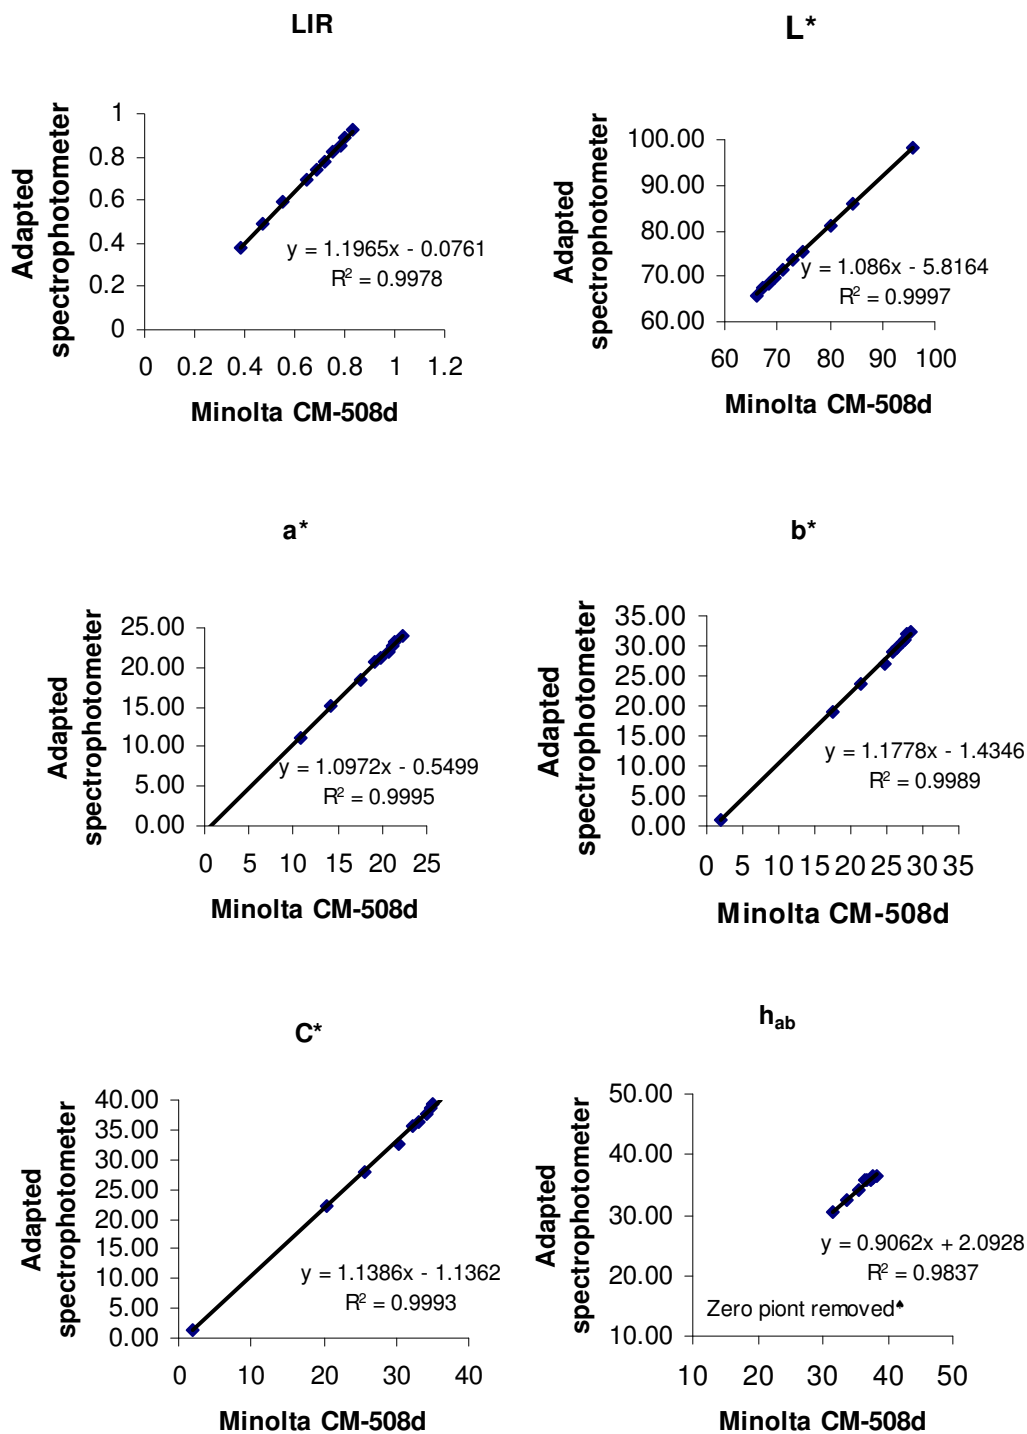 LIR
Adapted
spectrophotometer
1
0.8
0.6
0.4
0.2
0
y = 1.1965x - 0.0761
R² = 0.9978
0 0.2 0.4 0.6 0.8 1 1.2
Minolta CM-508d
L*
Adapted
spectrophotometer
100.00
90.00
80.00
70.00
60.00
y = 1.086x - 5.8164
R² = 0.9997
60 70 80 90 100
Minolta CM-508d
a*
Adapted
spectrophotometer
25.00
20.00
15.00
10.00
5.00
0.00
y = 1.0972x - 0.5499
R² = 0.9995
0 5 10 15 20 25
Minolta CM-508d
b*
Adapted
spectrophotometer
35.00
30.00
25.00
20.00
15.00
10.00
5.00
0.00
y = 1.1778x - 1.4346
R² = 0.9989
0 5 10 15 20 25 30 35
Minolta CM-508d
C*
Adapted
spectrophotometer
40.00
35.00
30.00
25.00
20.00
15.00
10.00
5.00
0.00
y = 1.1386x - 1.1362
R² = 0.9993
0 10 20 30 40
Minolta CM-508d
hab
Adapted
spectrophotometer
50.00
40.00
30.00
20.00
10.00
y = 0.9062x + 2.0928
R² = 0.9837
Zero piont removed♠
10 20 30 40 50
Minolta CM-508d